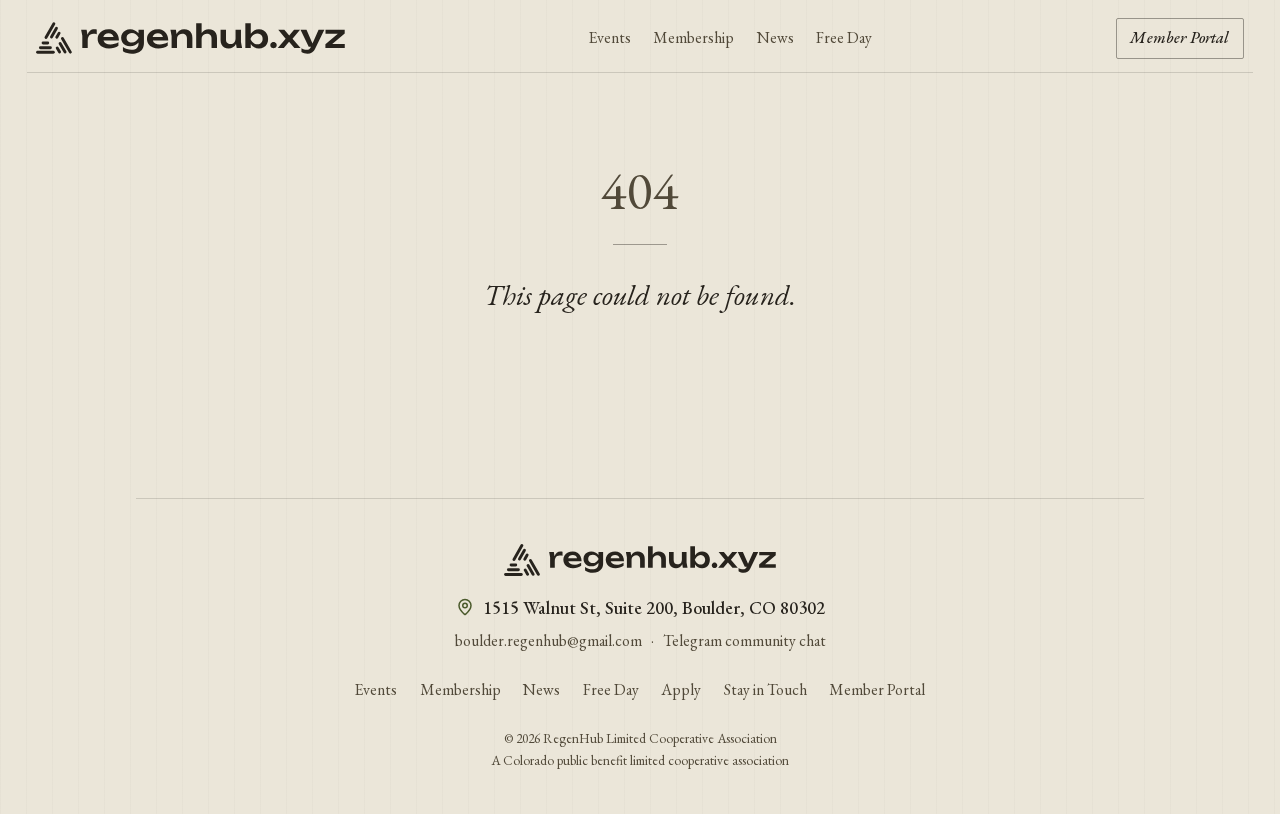 regenhub.xyz
Events Membership News Free Day
Member Portal
404
This page could not be found.
regenhub.xyz
1515 Walnut St, Suite 200, Boulder, CO 80302
boulder.regenhub@gmail.com · Telegram community chat
Events Membership News Free Day Apply Stay in Touch Member Portal
© 2026 RegenHub Limited Cooperative Association
A Colorado public benefit limited cooperative association